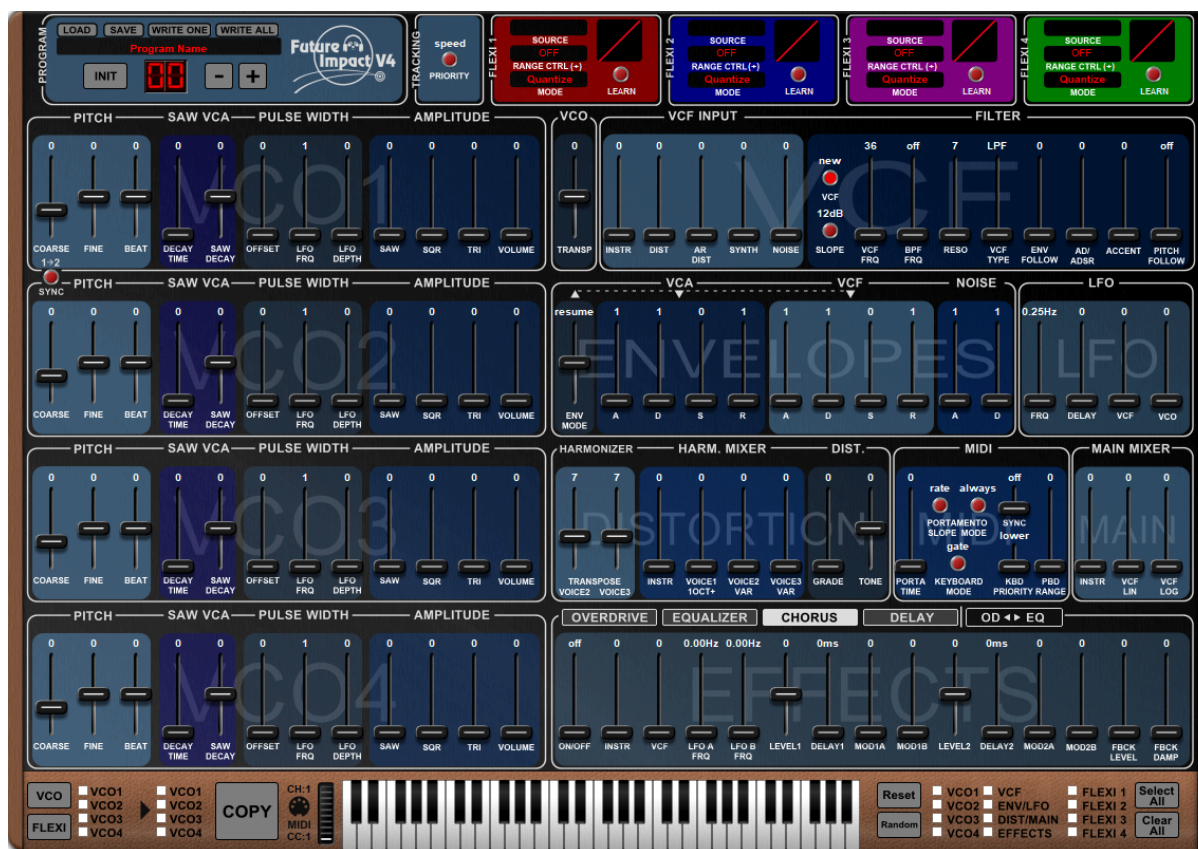 PROGRAM
LOAD SAVE WRITE ONE WRITE ALL
Program Name
INIT 00 - +
Future Impact V4
TRACKING
speed
PRIORITY
FLEXI 1
SOURCE
OFF
RANGE CTRL (+)
Quantize
MODE LEARN
FLEXI 2
SOURCE
OFF
RANGE CTRL (+)
Quantize
MODE LEARN
FLEXI 3
SOURCE
OFF
RANGE CTRL (+)
Quantize
MODE LEARN
FLEXI 4
SOURCE
OFF
RANGE CTRL (+)
Quantize
MODE LEARN
PITCH SAW VCA PULSE WIDTH AMPLITUDE
0 0 0 0 0 0 1 0 0 0 0 0
VCO1
COARSE FINE BEAT DECAY TIME SAW DECAY OFFSET LFO FRQ LFO DEPTH SAW SQR TRI VOLUME
VCO
0
TRANSP
VCF INPUT FILTER
0 0 0 0 0 36 off 7 LPF 0 0 0 off
VCF
new
VCF
12dB
SLOPE
INSTR DIST AR DIST SYNTH NOISE VCF FRQ BPF FRQ RESO VCF TYPE ENV FOLLOW AD/ ADSR ACCENT PITCH FOLLOW
1→2
SYNC
PITCH SAW VCA PULSE WIDTH AMPLITUDE
0 0 0 0 0 0 1 0 0 0 0 0
VCO2
COARSE FINE BEAT DECAY TIME SAW DECAY OFFSET LFO FRQ LFO DEPTH SAW SQR TRI VOLUME
VCA VCF NOISE
resume 1 1 0 1 1 1 0 1 1 1
ENVELOPES
ENV MODE A D S R A D S R A D
LFO
0.25Hz 0 0 0
LFO
FRQ DELAY VCF VCO
PITCH SAW VCA PULSE WIDTH AMPLITUDE
0 0 0 0 0 0 1 0 0 0 0 0
VCO3
COARSE FINE BEAT DECAY TIME SAW DECAY OFFSET LFO FRQ LFO DEPTH SAW SQR TRI VOLUME
HARMONIZER HARM. MIXER DIST.
7 7 0 0 0 0 0 0
DISTORTION
TRANSPOSE
VOICE2 VOICE3 INSTR VOICE1 1OCT+ VOICE2 VAR VOICE3 VAR GRADE TONE
MIDI
0 off 0
rate always
PORTAMENTO
SLOPE MODE
SYNC
lower
MIDI
gate
PORTA TIME KEYBOARD MODE KBD PRIORITY PBD RANGE
MAIN MIXER
0 0 0
MAIN
INSTR VCF LIN VCF LOG
PITCH SAW VCA PULSE WIDTH AMPLITUDE
0 0 0 0 0 0 1 0 0 0 0 0
VCO4
COARSE FINE BEAT DECAY TIME SAW DECAY OFFSET LFO FRQ LFO DEPTH SAW SQR TRI VOLUME
OVERDRIVE EQUALIZER CHORUS DELAY OD ◄► EQ
off 0 0 0.00Hz 0.00Hz 0 0ms 0 0 0 0ms 0 0 0 0
EFFECTS
ON/OFF INSTR VCF LFO A FRQ LFO B FRQ LEVEL1 DELAY1 MOD1A MOD1B LEVEL2 DELAY2 MOD2A MOD2B FBCK LEVEL FBCK DAMP
VCO
FLEXI
VCO1 VCO1
VCO2 VCO2
VCO3 VCO3
VCO4 VCO4
COPY
CH:1
MIDI
CC:1
Reset
Random
VCO1 VCF FLEXI 1
VCO2 ENV/LFO FLEXI 2
VCO3 DIST/MAIN FLEXI 3
VCO4 EFFECTS FLEXI 4
Select All
Clear All